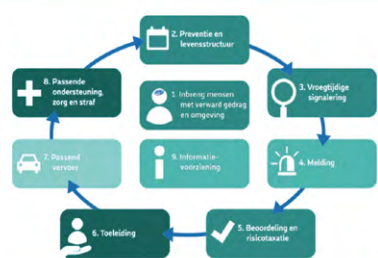 2. Preventie en
levensstructuur
8. Passende
ondersteuning,
zorg en straf
1. Inbreng mensen
met verward gedrag
en omgeving
3. Vroegtijdige
signalering
7. Passend
vervoer
9. Informatie-
voorziening
4. Melding
6. Toeleiding
5. Beoordeling en
risicotaxatie